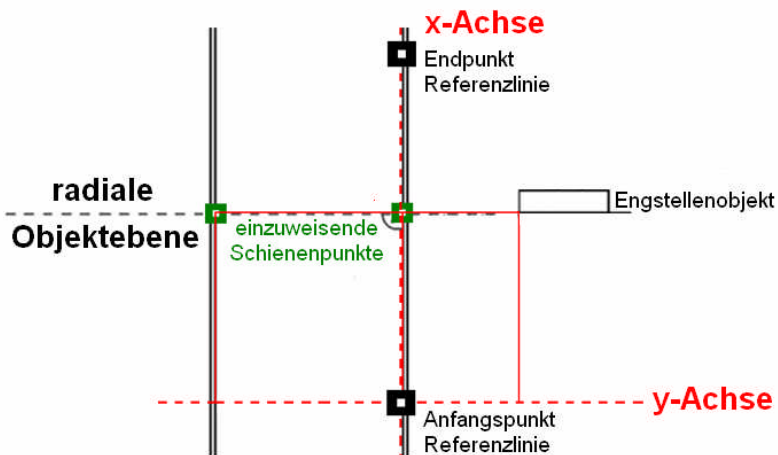 x-Achse
Endpunkt
Referenzlinie
radiale
Objektebene
einzuweisende
Schienenpunkte
Engstellenobjekt
y-Achse
Anfangspunkt
Referenzlinie